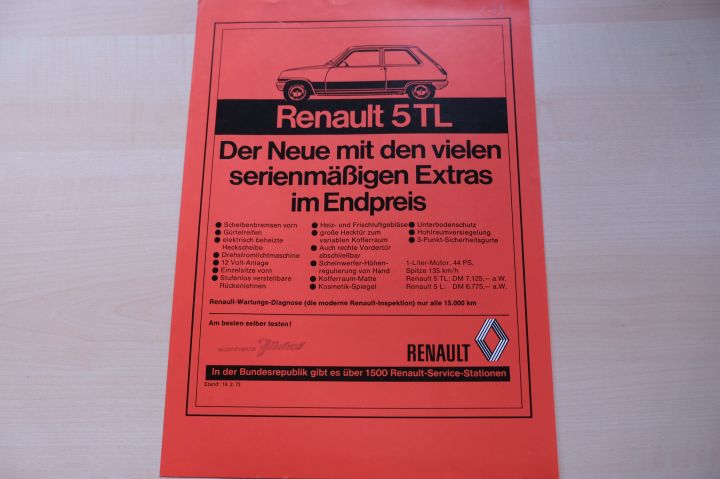 Renault 5 TL
Der Neue mit den vielen
serienmäßigen Extras
im Endpreis
● Scheibenbremsen vorn
● Gürtelreifen
● elektrisch beheizte
Heckscheibe
● Drehstromlichtmaschine
● 12 Volt-Anlage
● Einzelsitze vorn
● Stufenlos verstellbare
Rückenlehnen
● Heiz- und Frischluftgebläse
● große Hecktür zum
variablen Kofferraum
● Auch rechte Vordertür
abschließbar
● Scheinwerfer-Höhen-
regulierung von Hand
● Kofferraum-Matte
● Kosmetik-Spiegel
● Unterbodenschutz
● Hohlraumversiegelung
● 3-Punkt-Sicherheitsgurte
1-Liter-Motor, 44 PS,
Spitze 135 km/h
Renault 5 TL: DM 7.125,– a.W.
Renault 5 L: DM 6.775,– a.W.
Renault-Wartungs-Diagnose (die moderne Renault-Inspektion) nur alle 15.000 km
Am besten selber testen!
RENAULT
In der Bundesrepublik gibt es über 1500 Renault-Service-Stationen
Stand: 19. 2. 73